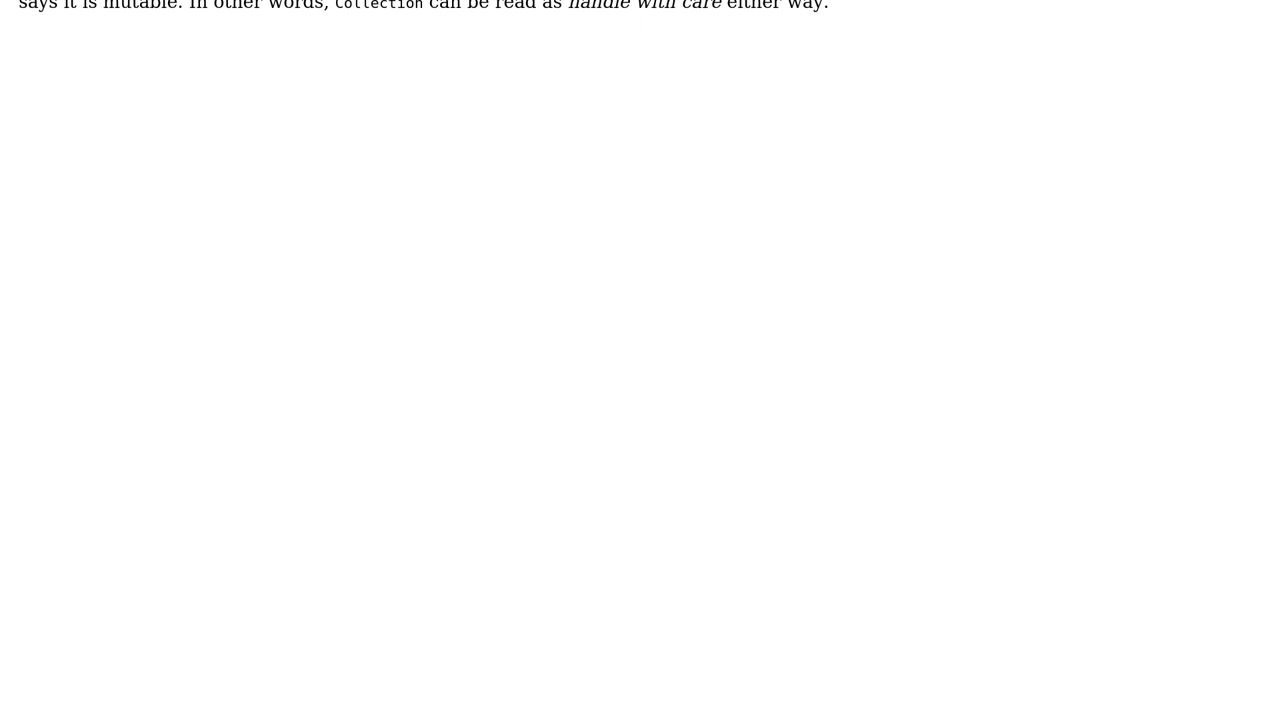 says it is mutable. In other words, Collection can be read as handle with care either way.